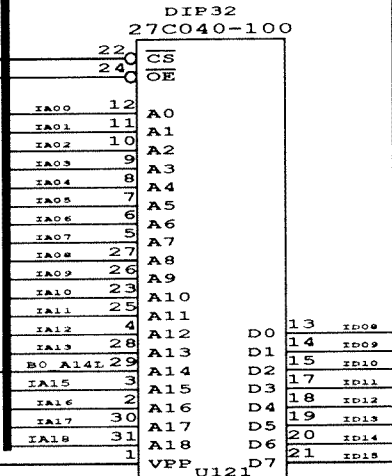 DIP32
27C040-100
22 CS
24 OE
IA00 12 A0
IA01 11 A1
IA02 10 A2
IA03 9 A3
IA04 8 A4
IA05 7 A5
IA06 6 A6
IA07 5 A7
IA08 27 A8
IA09 26 A9
IA10 23 A10
IA11 25 A11
IA12 4 A12 D0 13 ID08
IA13 28 A13 D1 14 ID09
B0 A14L 29 A14 D2 15 ID10
IA15 3 A15 D3 17 ID11
IA16 2 A16 D4 18 ID12
IA17 30 A17 D5 19 ID13
IA18 31 A18 D6 20 ID14
1 VPP D7 21 ID15
U121